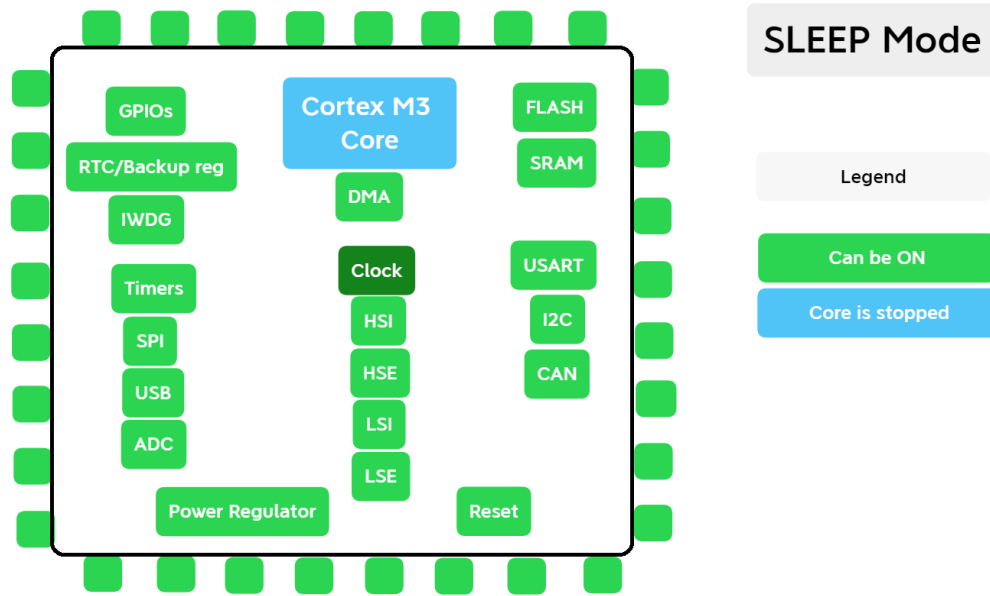 SLEEP Mode
GPIOs
Cortex M3
Core
FLASH
RTC/Backup reg
SRAM
DMA
IWDG
Clock
USART
Timers
HSI
I2C
SPI
HSE
CAN
USB
LSI
ADC
LSE
Power Regulator
Reset
Legend
Can be ON
Core is stopped